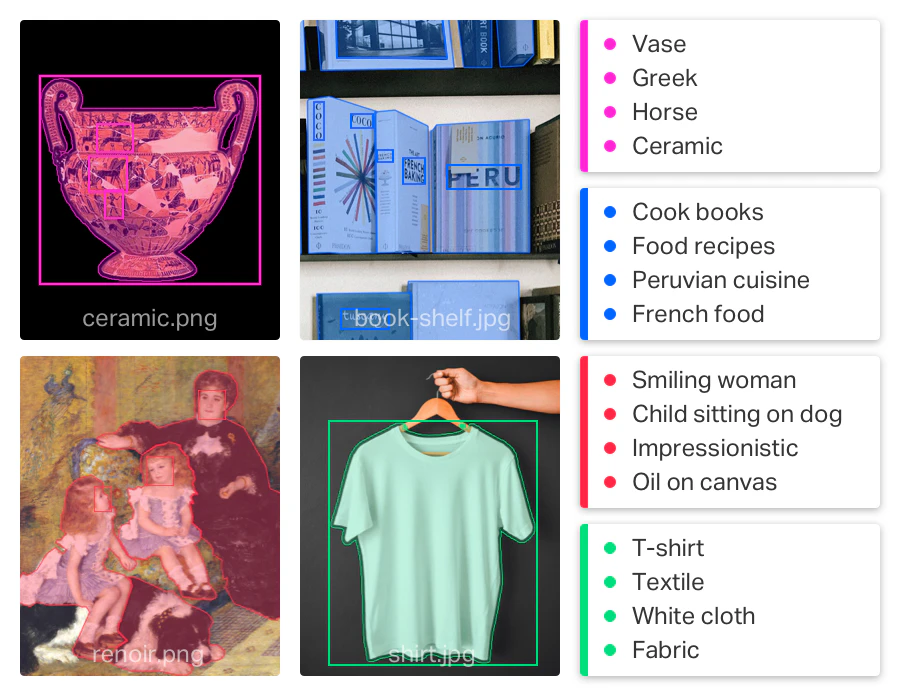 Vase
Greek
Horse
Ceramic
ceramic.png
ART BOOK
COCO
COCO
FRENCH
BAKING
PERU
book-shelf.jpg
Cook books
Food recipes
Peruvian cuisine
French food
renoir.png
Smiling woman
Child sitting on dog
Impressionistic
Oil on canvas
shirt.jpg
T-shirt
Textile
White cloth
Fabric